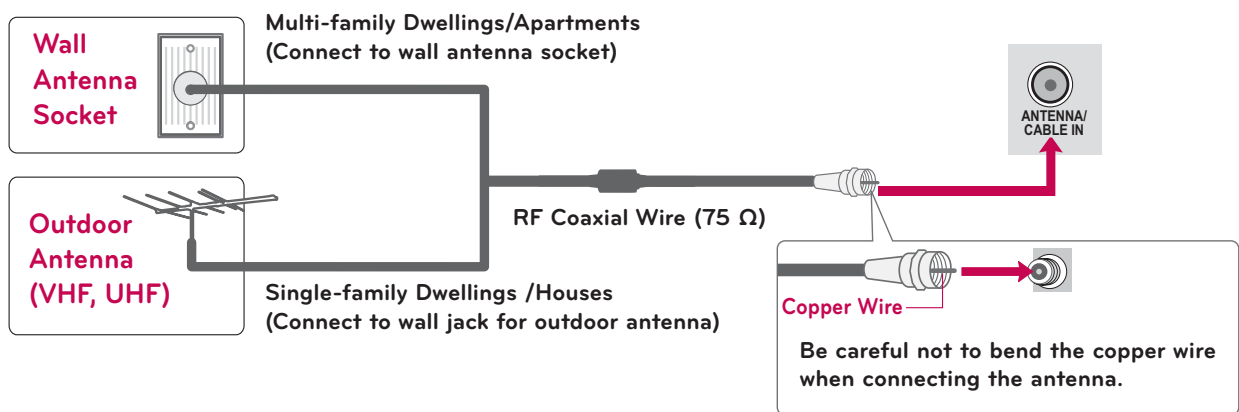 Wall
Antenna
Socket
Multi-family Dwellings/Apartments
(Connect to wall antenna socket)
ANTENNA/
CABLE IN
Outdoor
Antenna
(VHF, UHF)
RF Coaxial Wire (75 Ω)
Single-family Dwellings /Houses
(Connect to wall jack for outdoor antenna)
Copper Wire
Be careful not to bend the copper wire
when connecting the antenna.